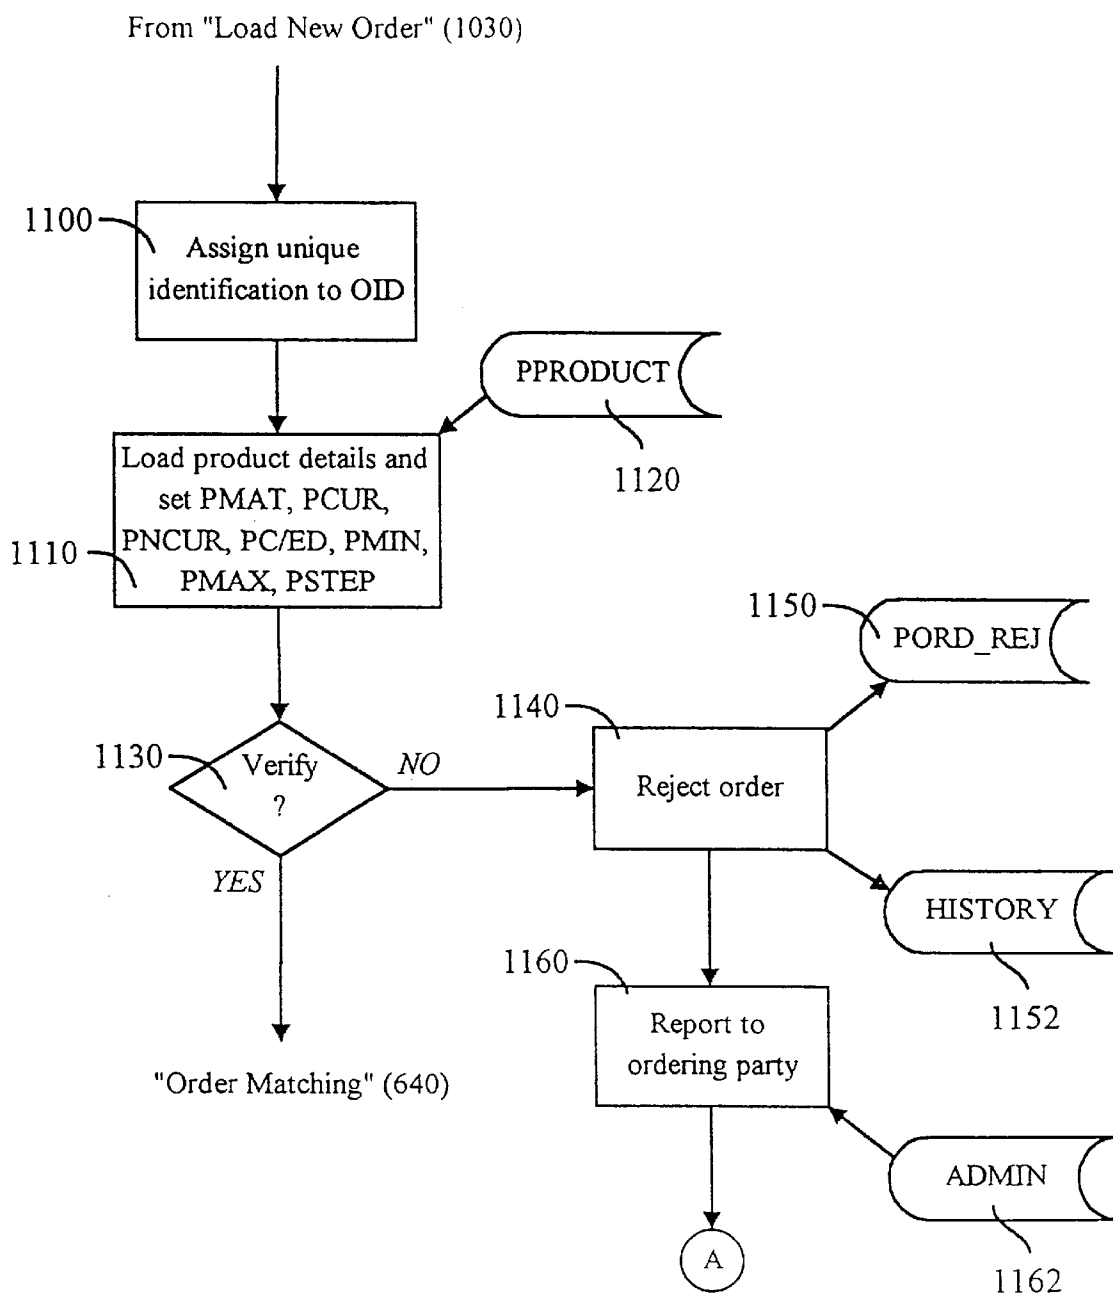 From "Load New Order" (1030)
1100
Assign unique
identification to OID
PPRODUCT
1120
Load product details and
set PMAT, PCUR,
PNCUR, PC/ED, PMIN,
PMAX, PSTEP
1110
1150
PORD_REJ
1140
Reject order
1130
Verify
?
NO
YES
HISTORY
1152
1160
Report to
ordering party
"Order Matching" (640)
ADMIN
1162
A